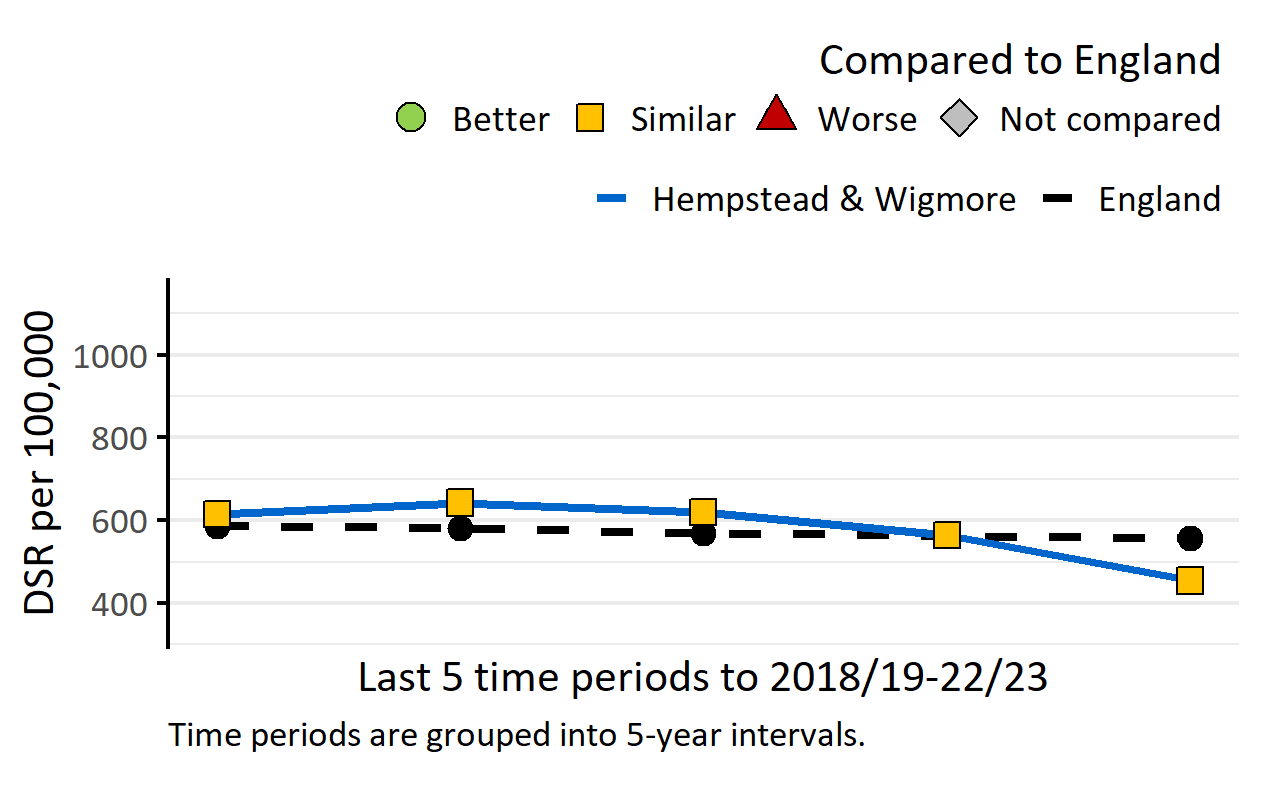 Compared to England
Better Similar Worse Not compared
Hempstead & Wigmore England
DSR per 100,000
1000
800
600
400
Last 5 time periods to 2018/19-22/23
Time periods are grouped into 5-year intervals.